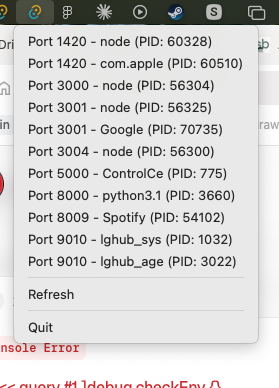 Dri
in
Port 1420 - node (PID: 60328)
Port 1420 - com.apple (PID: 60510)
Port 3000 - node (PID: 56304)
Port 3001 - node (PID: 56325)
Port 3001 - Google (PID: 70735)
Port 3004 - node (PID: 56300)
Port 5000 - ControlCe (PID: 775)
Port 8000 - python3.1 (PID: 3660)
Port 8009 - Spotify (PID: 54102)
Port 9010 - lghub_sys (PID: 1032)
Port 9010 - lghub_age (PID: 3022)
Refresh
Quit
raw
nsole Error
<< query #1 ]debug.checkEnv {}